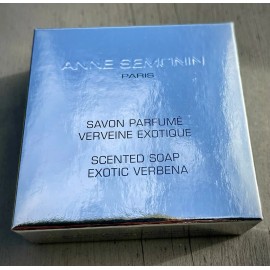 ANNE SEMONIN
PARIS
SAVON PARFUMÉ
VERVEINE EXOTIQUE
SCENTED SOAP
EXOTIC VERBENA